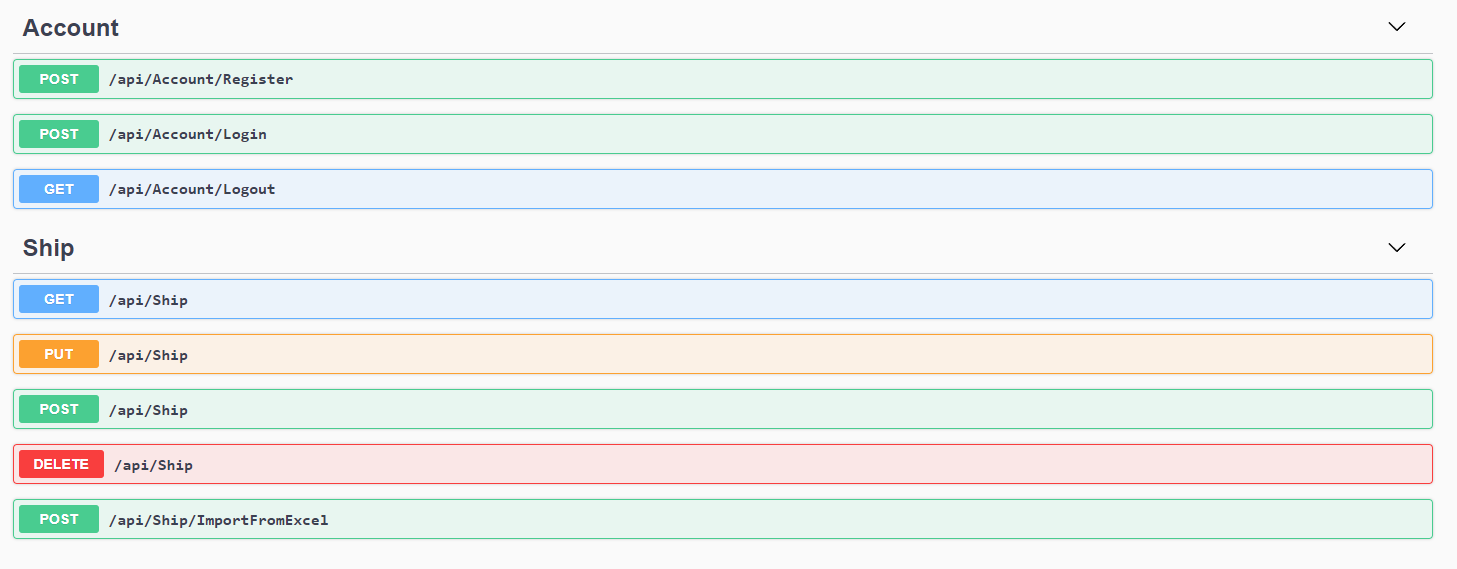 Account
POST /api/Account/Register
POST /api/Account/Login
GET /api/Account/Logout
Ship
GET /api/Ship
PUT /api/Ship
POST /api/Ship
DELETE /api/Ship
POST /api/Ship/ImportFromExcel